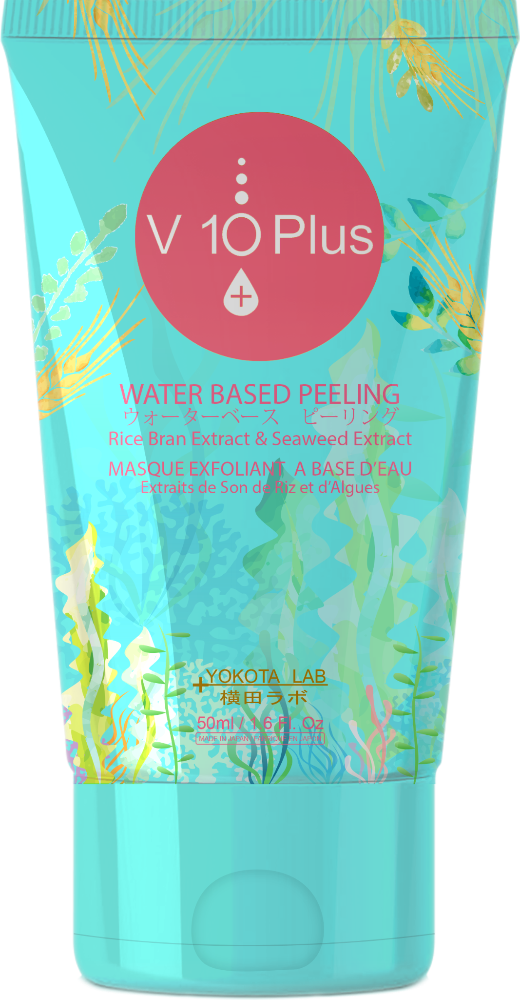 V 10 Plus
WATER BASED PEELING
ウォーターベース　ピーリング
Rice Bran Extract & Seaweed Extract
MASQUE EXFOLIANT A BASE D’EAU
Extraits de Son de Riz et d’Algues
YOKOTA LAB
横田ラボ
50ml / 1.6 Fl. Oz
MADE IN JAPAN / FABRIQUE EN JAPON